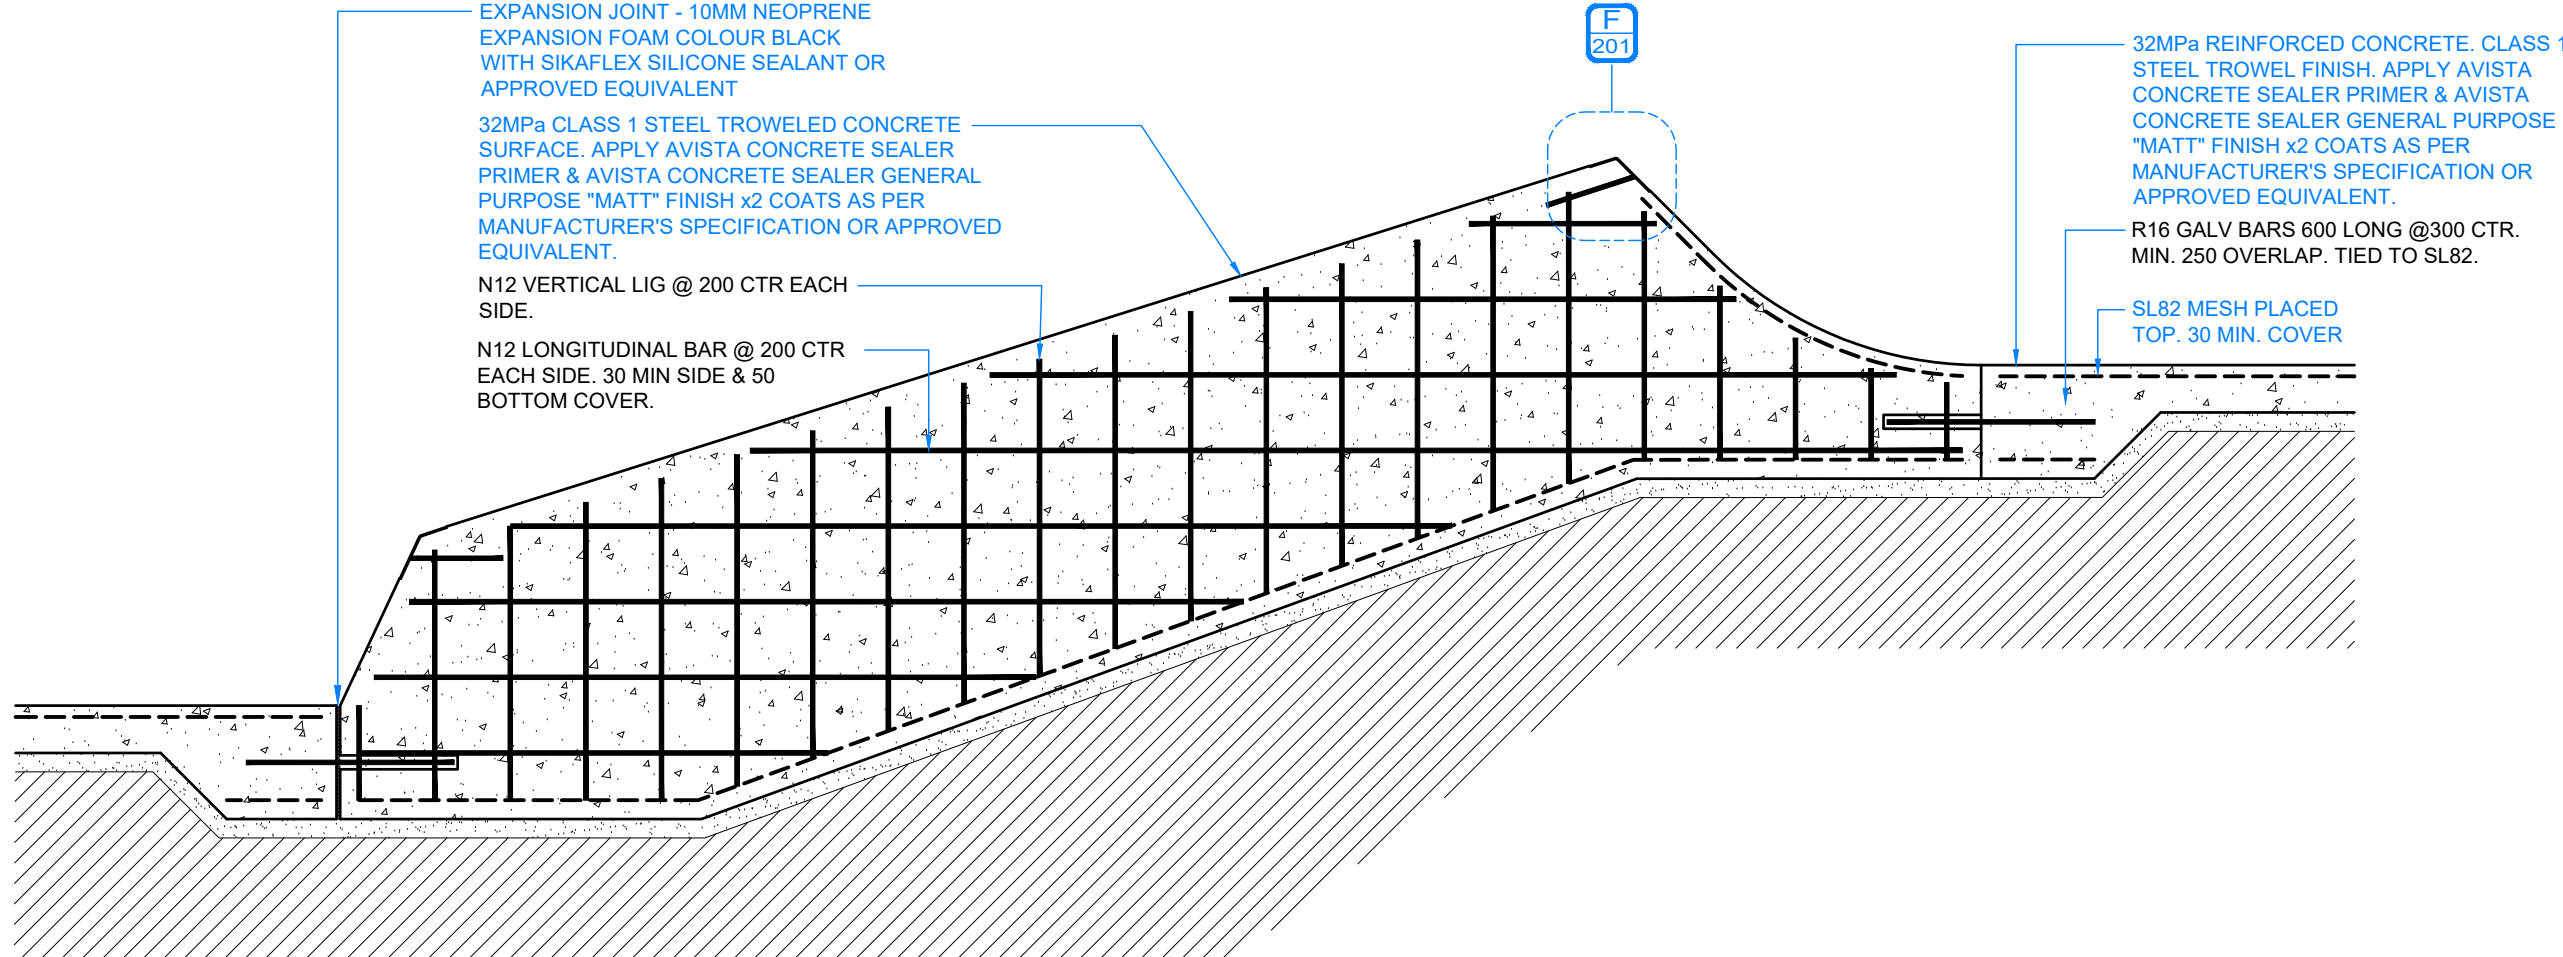 EXPANSION JOINT - 10MM NEOPRENE
EXPANSION FOAM COLOUR BLACK
WITH SIKAFLEX SILICONE SEALANT OR
APPROVED EQUIVALENT
32MPa CLASS 1 STEEL TROWELED CONCRETE
SURFACE. APPLY AVISTA CONCRETE SEALER
PRIMER & AVISTA CONCRETE SEALER GENERAL
PURPOSE "MATT" FINISH x2 COATS AS PER
MANUFACTURER'S SPECIFICATION OR APPROVED
EQUIVALENT.
N12 VERTICAL LIG @ 200 CTR EACH
SIDE.
N12 LONGITUDINAL BAR @ 200 CTR
EACH SIDE. 30 MIN SIDE & 50
BOTTOM COVER.
F
201
32MPa REINFORCED CONCRETE. CLASS 1
STEEL TROWEL FINISH. APPLY AVISTA
CONCRETE SEALER PRIMER & AVISTA
CONCRETE SEALER GENERAL PURPOSE
"MATT" FINISH x2 COATS AS PER
MANUFACTURER'S SPECIFICATION OR
APPROVED EQUIVALENT.
R16 GALV BARS 600 LONG @300 CTR.
MIN. 250 OVERLAP. TIED TO SL82.
SL82 MESH PLACED
TOP. 30 MIN. COVER